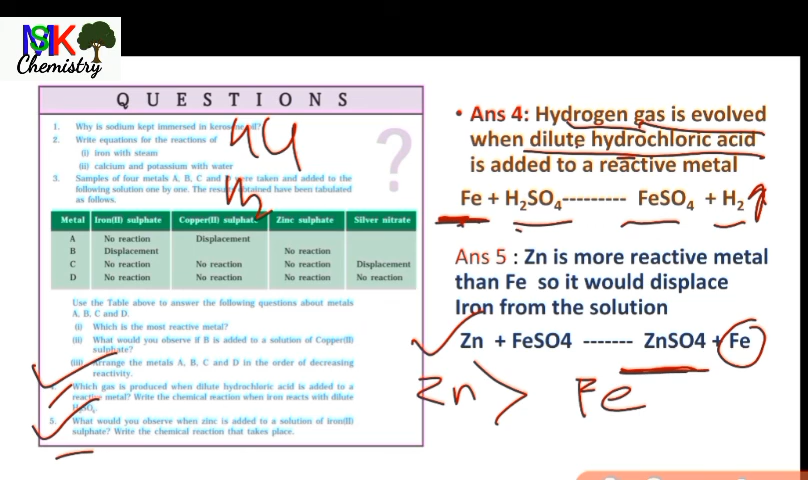 MSK
Chemistry
QUESTIONS
1. Why is sodium kept immersed in kerosene oil?
2. Write equations for the reactions of
(i) iron with steam
(ii) calcium and potassium with water
3. Samples of four metals A, B, C and D were taken and added to the
following solution one by one. The results obtained have been tabulated
as follows.
Metal Iron(II) sulphate Copper(II) sulphate Zinc sulphate Silver nitrate
A No reaction Displacement
B Displacement No reaction
C No reaction No reaction No reaction Displacement
D No reaction No reaction No reaction No reaction
Use the Table above to answer the following questions about metals
A, B, C and D.
(i) Which is the most reactive metal?
(ii) What would you observe if B is added to a solution of Copper(II)
sulphate?
(iii) Arrange the metals A, B, C and D in the order of decreasing
reactivity.
Which gas is produced when dilute hydrochloric acid is added to a
reactive metal? Write the chemical reaction when iron reacts with dilute
H₂SO₄.
5. What would you observe when zinc is added to a solution of iron(II)
sulphate? Write the chemical reaction that takes place.
?
• Ans 4: Hydrogen gas is evolved
when dilute hydrochloric acid
is added to a reactive metal
Fe + H₂SO₄--------- FeSO₄ + H₂
Ans 5 : Zn is more reactive metal
than Fe so it would displace
Iron from the solution
Zn + FeSO4 ------- ZnSO4 + Fe
Zn > Fe